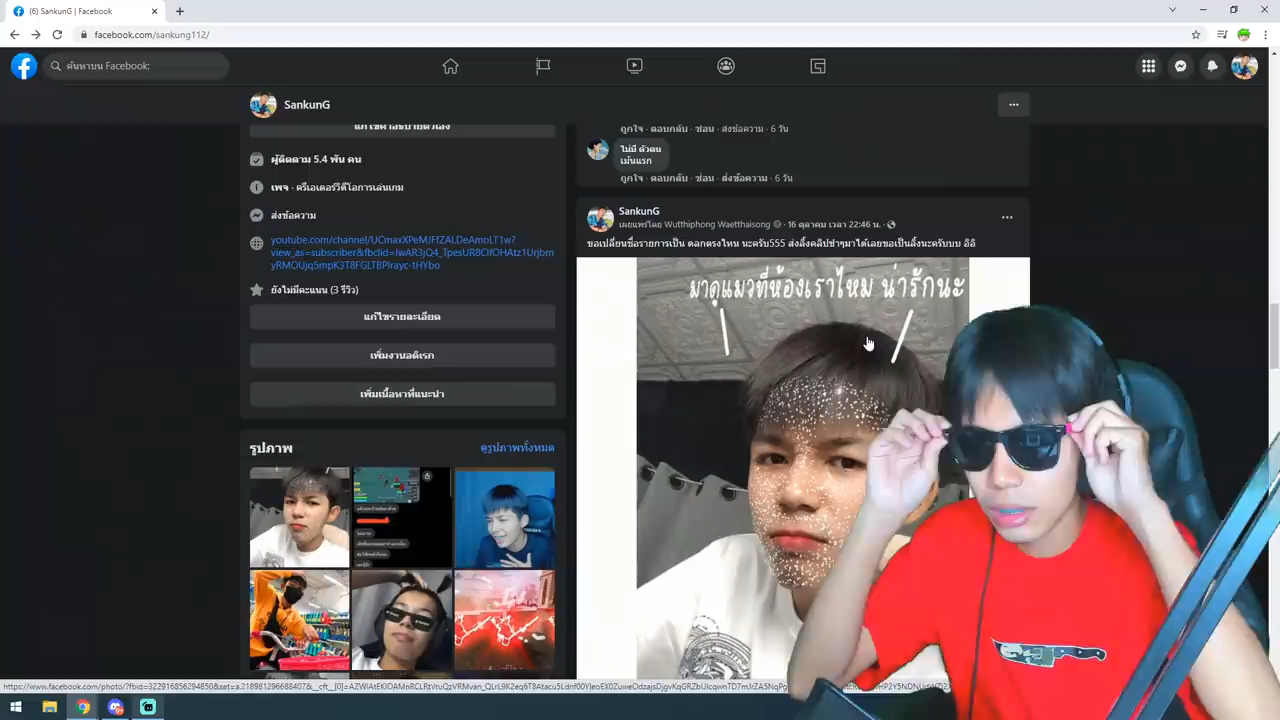 (6) SankunG | Facebook
facebook.com/sankung112/
ค้นหาบน Facebook:
SankunG
ผู้ติดตาม 5.4 พัน คน
เพจ · ครีเอเตอร์วิดีโอการเล่นเกม
ส่งข้อความ
youtube.com/channel/UCmaxXPeMJFfZALDeAmoLT1w?
ยังไม่มีคะแนน (3 รีวิว)
แก้ไขรายละเอียด
เพิ่มงานอดิเรก
เพิ่มเนื้อหาที่แนะนำ
รูปภาพ
ดูรูปภาพทั้งหมด
ถูกใจ · ตอบกลับ · ซ่อน · ส่งข้อความ · 6 วัน
ไม่มี ตัวตน
เม้นแรก
ถูกใจ · ตอบกลับ · ซ่อน · ส่งข้อความ · 6 วัน
SankunG
เผยแพร่โดย Wutthiphong Waetthaisong · 16 ตุลาคม เวลา 22:46 น. ·
ขอเปลี่ยนชื่อรายการเป็น ตลกตรงไหน นะครับ555 ส่งลิ้งคลิปขำๆมาได้เลยขอเป็นลิ้งนะครับบบ อิอิ
มาดูแมวที่ห้องเราไหม น่ารักนะ